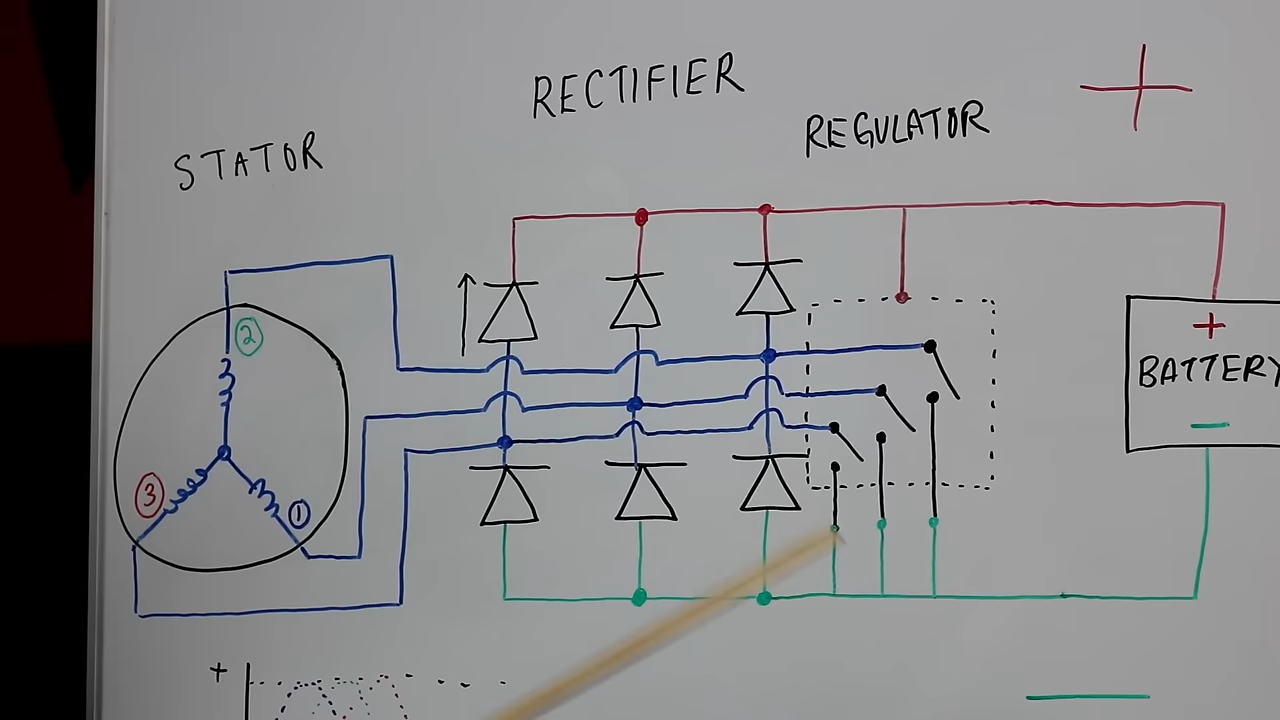 RECTIFIER
REGULATOR
STATOR
+
2
3
1
+
BATTERY
-
+